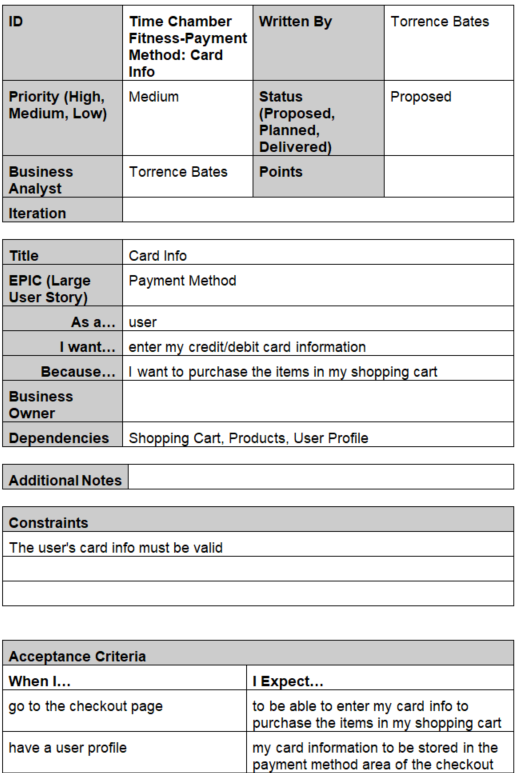 ID
Time Chamber
Fitness-Payment
Method: Card
Info
Written By
Torrence Bates
Priority (High,
Medium, Low)
Medium
Status
(Proposed,
Planned,
Delivered)
Proposed
Business
Analyst
Torrence Bates
Points
Iteration
Title
Card Info
EPIC (Large
User Story)
Payment Method
As a…
user
I want…
enter my credit/debit card information
Because…
I want to purchase the items in my shopping cart
Business
Owner
Dependencies
Shopping Cart, Products, User Profile
Additional Notes
Constraints
The user's card info must be valid
Acceptance Criteria
When I…
I Expect…
go to the checkout page
to be able to enter my card info to
purchase the items in my shopping cart
have a user profile
my card information to be stored in the
payment method area of the checkout